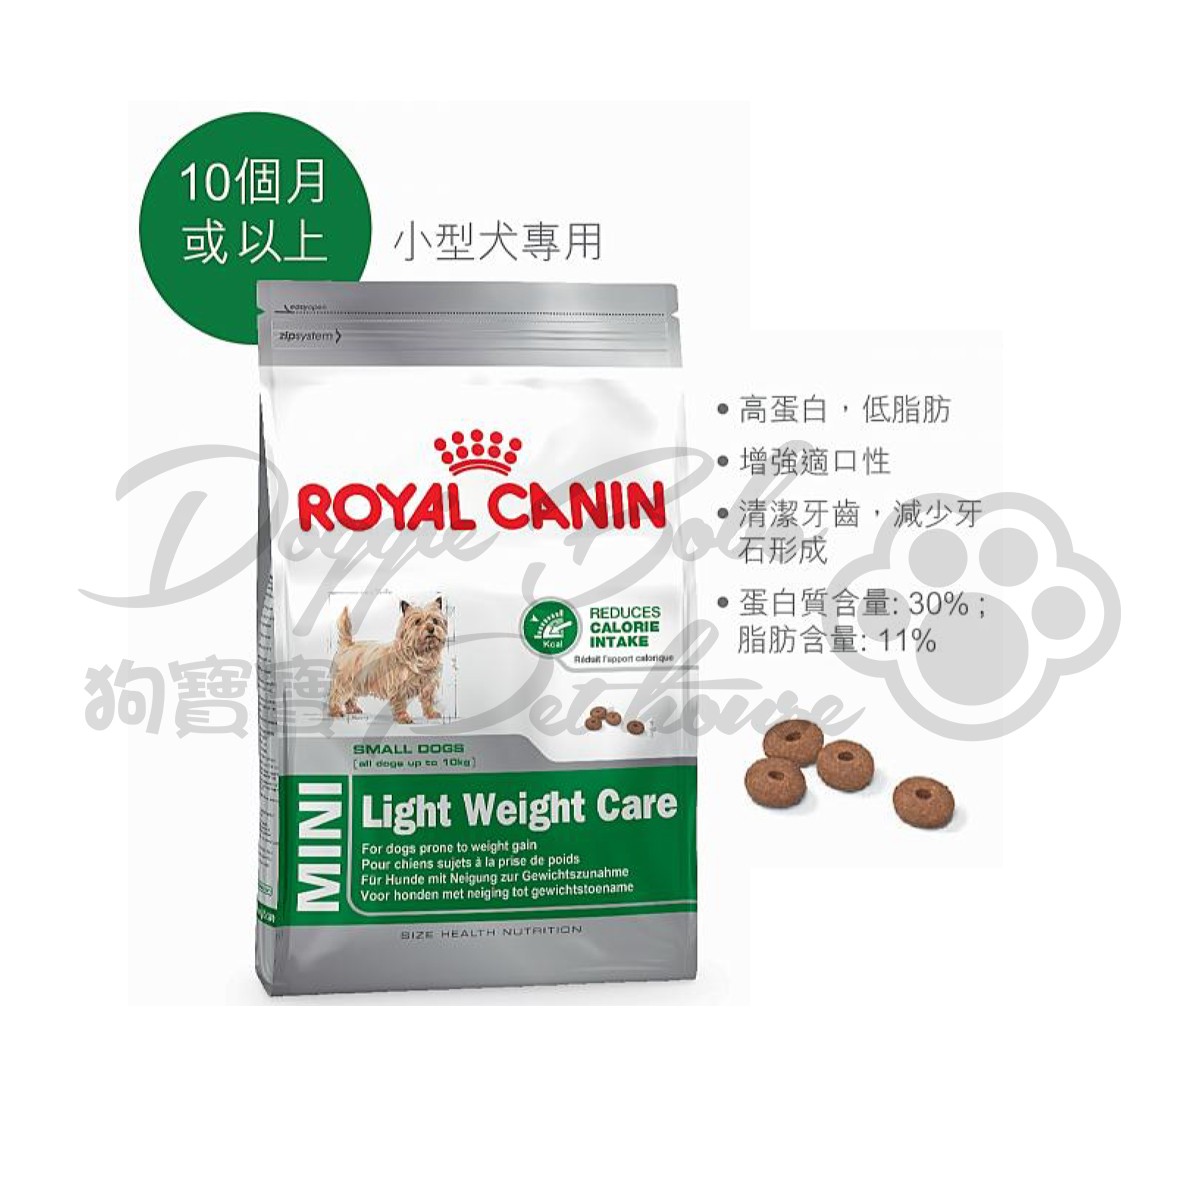 10個月
或以上
小型犬專用
easyopen
zipsystem
ROYAL CANIN
REDUCES
CALORIE
INTAKE
Kcal
Réduit l'apport calorique
SMALL DOGS
[all dogs up to 10kg]
MINI
Light Weight Care
For dogs prone to weight gain
Pour chiens sujets à la prise de poids
Für Hunde mit Neigung zur Gewichtszunahme
Voor honden met neiging tot gewichtstoename
SIZE HEALTH NUTRITION
• 高蛋白，低脂肪
• 增強適口性
• 清潔牙齒，減少牙
石形成
• 蛋白質含量: 30% ;
脂肪含量: 11%
Doggie Bobo
狗寶寶 Pet house